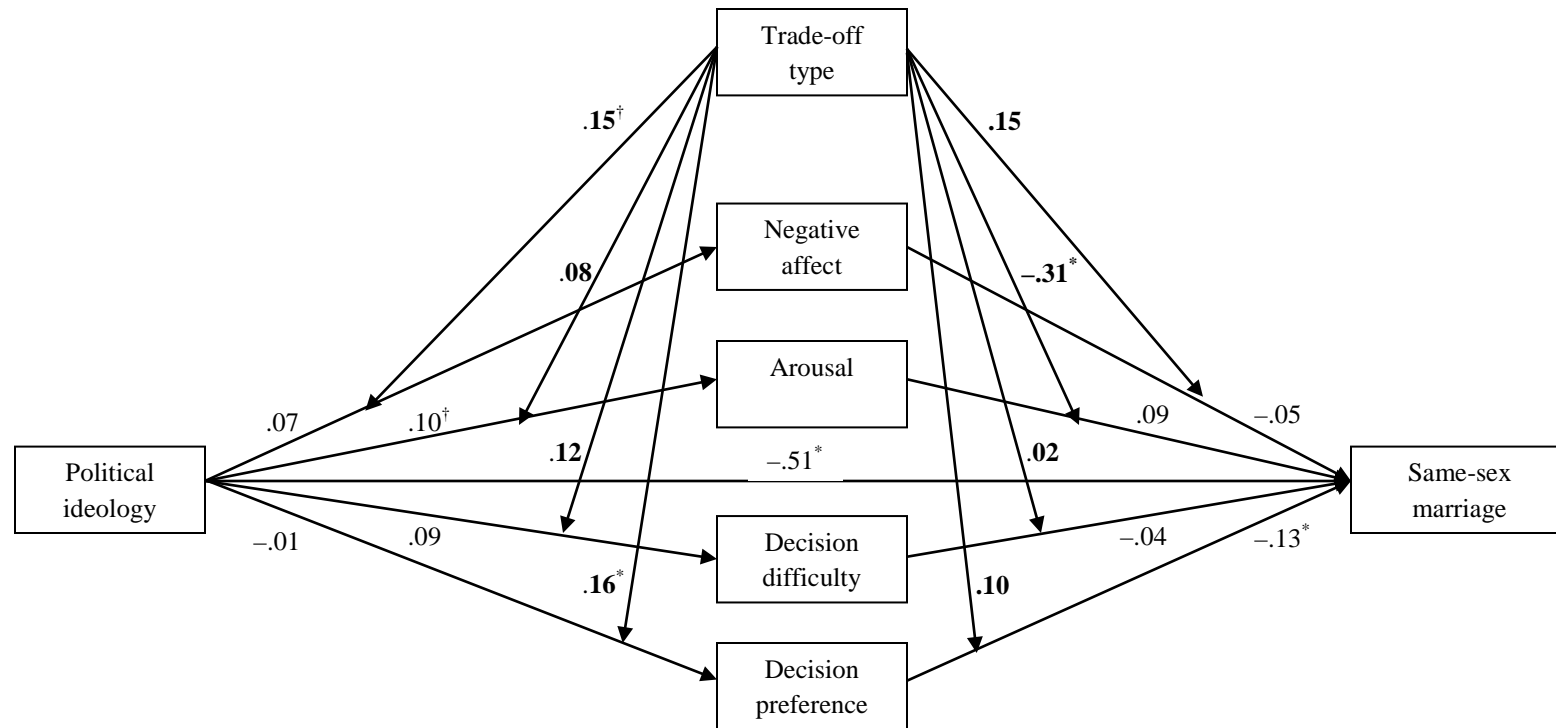 Trade-off
type
.15†
.15
Negative
affect
.08
–.31*
Arousal
.07
.10†
.09
–.05
.12
–.51*
.02
Political
ideology
Same-sex
marriage
–.01
.09
Decision
difficulty
–.04
–.13*
.16*
.10
Decision
preference